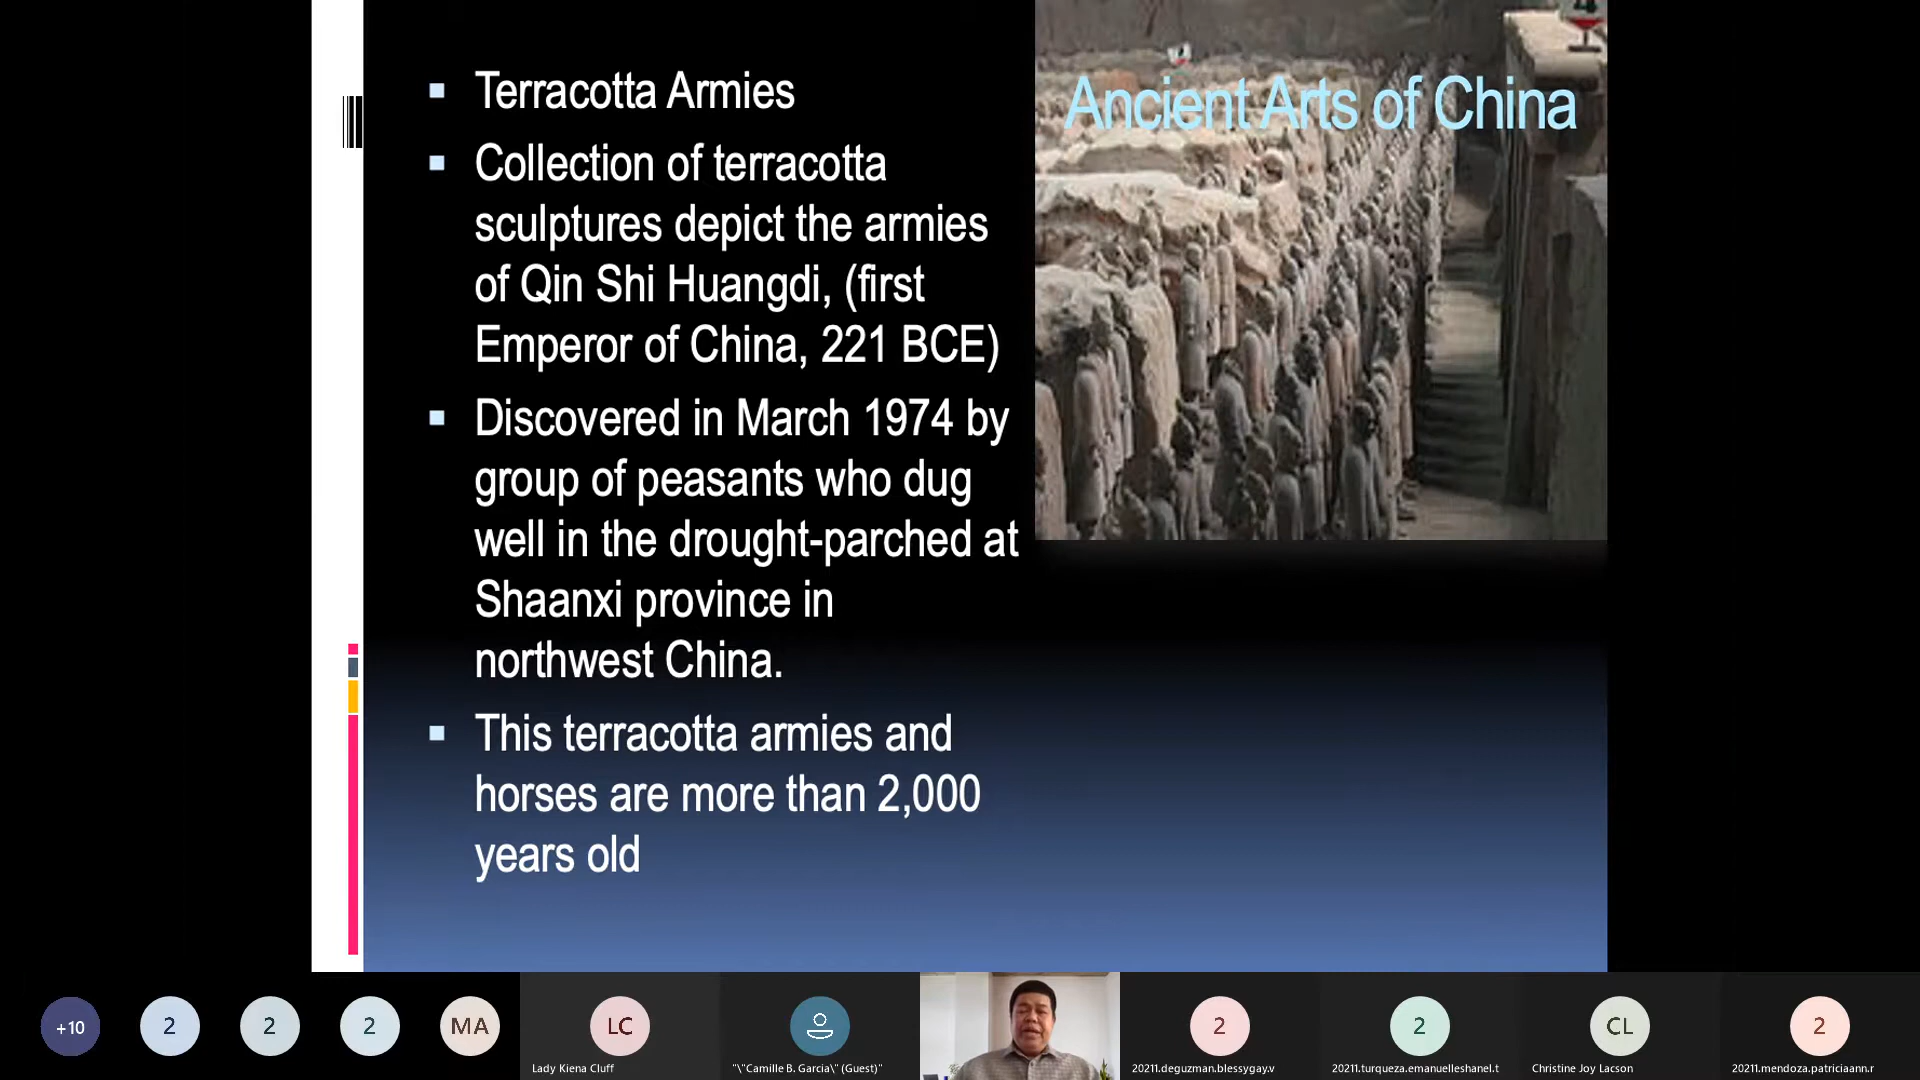 Terracotta Armies
Collection of terracotta
sculptures depict the armies
of Qin Shi Huangdi, (first
Emperor of China, 221 BCE)
Discovered in March 1974 by
group of peasants who dug
well in the drought-parched at
Shaanxi province in
northwest China.
This terracotta armies and
horses are more than 2,000
years old
Ancient Arts of China
+10
2
2
2
MA
LC
Lady Kiena Cluff
"\"Camille B. Garcia\" (Guest)"
2
20211.deguzman.blessygay.v
2
20211.turqueza.emanuelleshanel.t
CL
Christine Joy Lacson
2
20211.mendoza.patriciaann.r